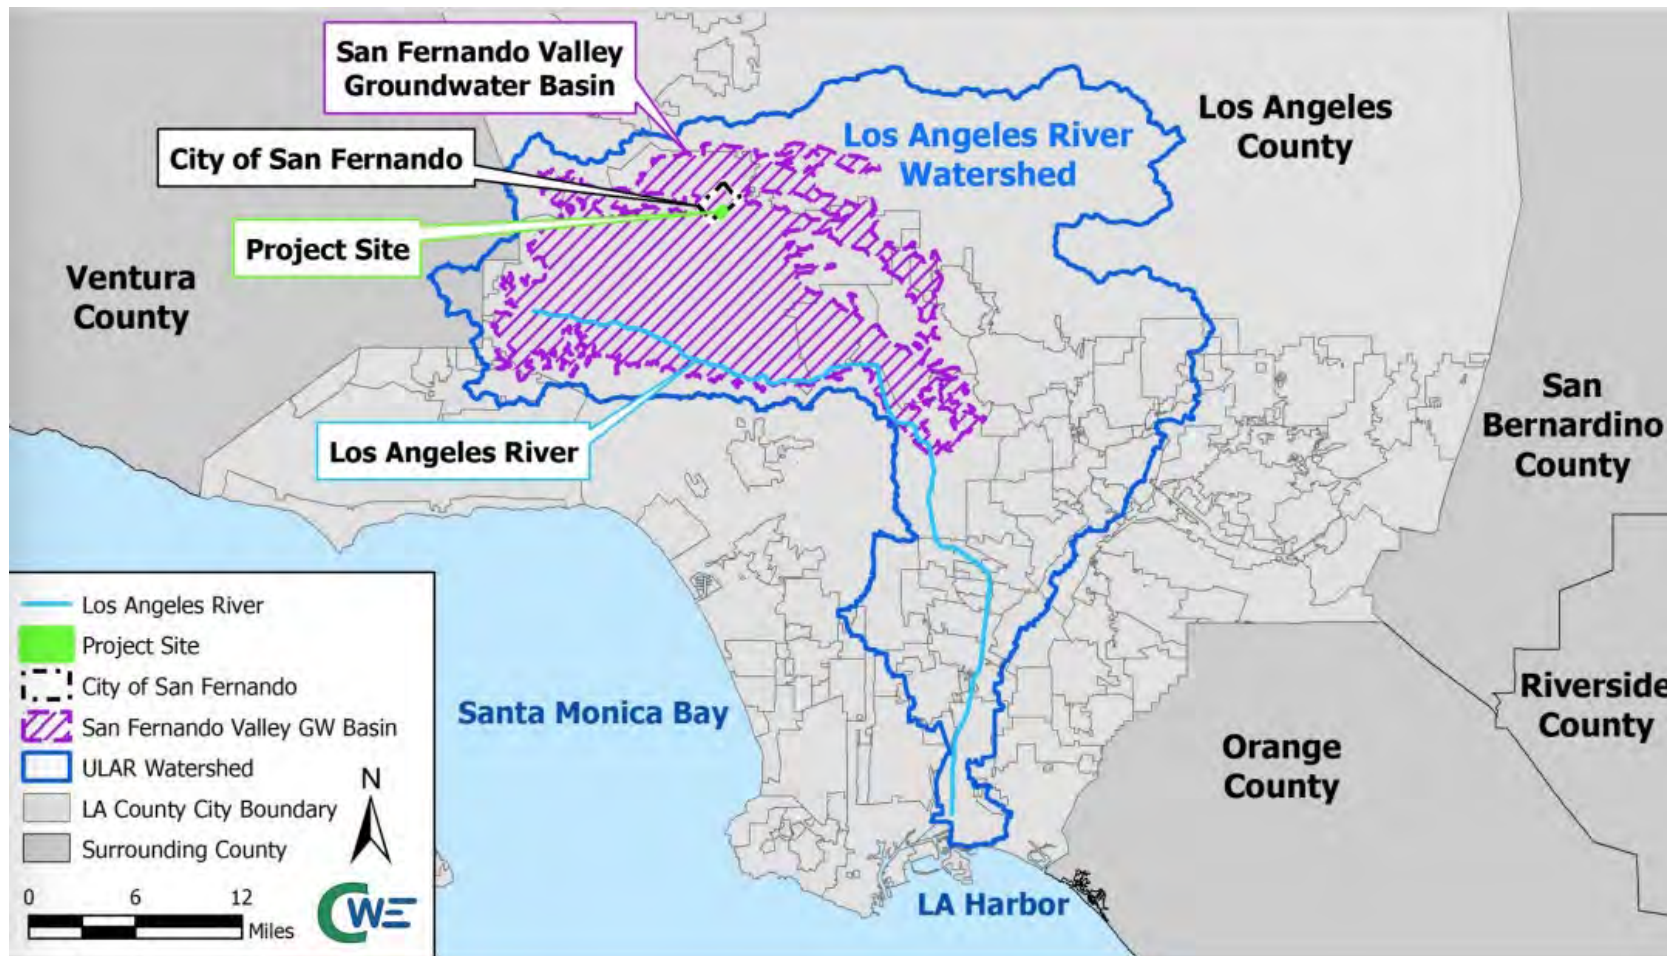 San Fernando Valley
Groundwater Basin
City of San Fernando
Project Site
Los Angeles River
Watershed
Los Angeles
County
Ventura
County
Los Angeles River
San
Bernardino
County
Riverside
County
Orange
County
Santa Monica Bay
LA Harbor
Los Angeles River
Project Site
City of San Fernando
San Fernando Valley GW Basin
ULAR Watershed
LA County City Boundary
Surrounding County
N
0 6 12
Miles
CWE